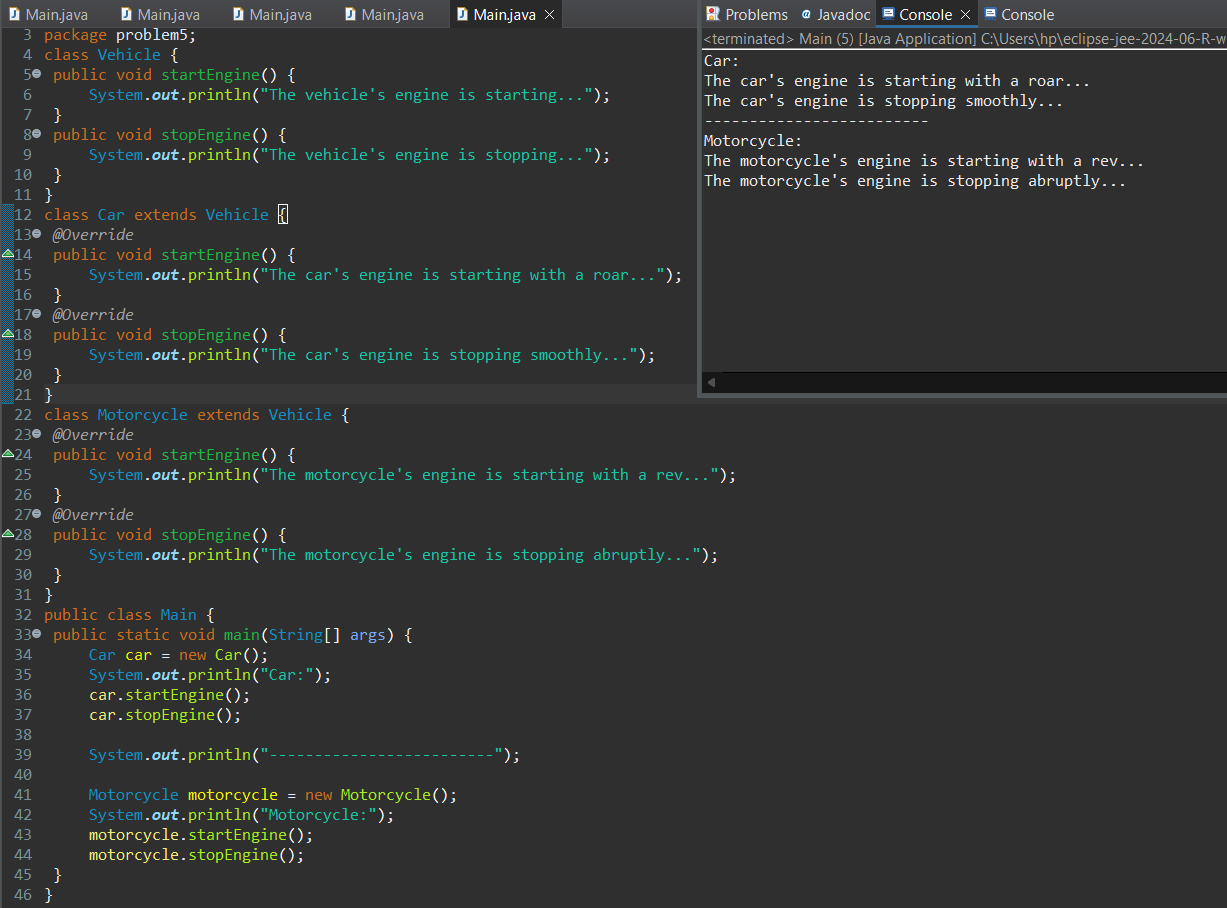 Main.java Main.java Main.java Main.java Main.java
3 package problem5;
4 class Vehicle {
5 public void startEngine() {
6 System.out.println("The vehicle's engine is starting...");
7 }
8 public void stopEngine() {
9 System.out.println("The vehicle's engine is stopping...");
10 }
11 }
12 class Car extends Vehicle {
13 @Override
14 public void startEngine() {
15 System.out.println("The car's engine is starting with a roar...");
16 }
17 @Override
18 public void stopEngine() {
19 System.out.println("The car's engine is stopping smoothly...");
20 }
21 }
22 class Motorcycle extends Vehicle {
23 @Override
24 public void startEngine() {
25 System.out.println("The motorcycle's engine is starting with a rev...");
26 }
27 @Override
28 public void stopEngine() {
29 System.out.println("The motorcycle's engine is stopping abruptly...");
30 }
31 }
32 public class Main {
33 public static void main(String[] args) {
34 Car car = new Car();
35 System.out.println("Car:");
36 car.startEngine();
37 car.stopEngine();
38
39 System.out.println("-------------------------");
40
41 Motorcycle motorcycle = new Motorcycle();
42 System.out.println("Motorcycle:");
43 motorcycle.startEngine();
44 motorcycle.stopEngine();
45 }
46 }
Problems @ Javadoc Console Console
<terminated> Main (5) [Java Application] C:\Users\hp\eclipse-jee-2024-06-R-w
Car:
The car's engine is starting with a roar...
The car's engine is stopping smoothly...
-------------------------
Motorcycle:
The motorcycle's engine is starting with a rev...
The motorcycle's engine is stopping abruptly...